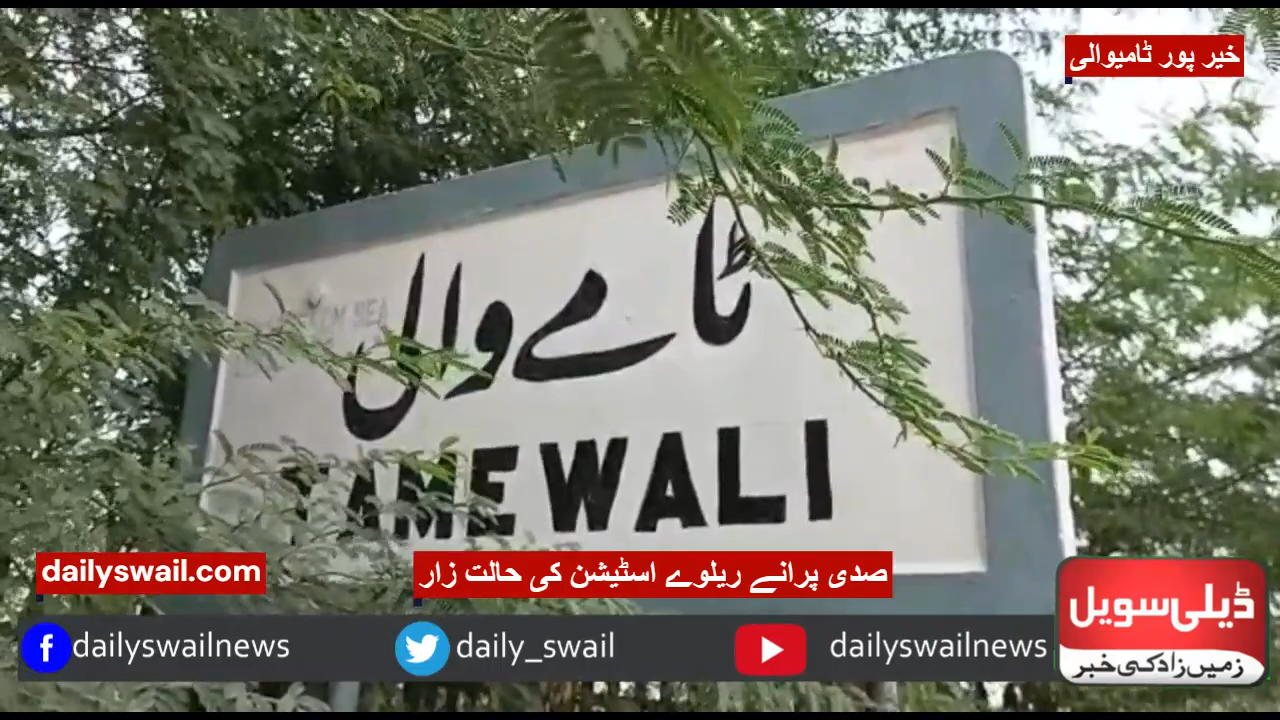 خیر پور ٹامیوالی
ٹامے والی
TAMEWALI
dailyswail.com
صدی پرانے ریلوے اسٹیشن کی حالت زار
dailyswailnews
daily_swail
dailyswailnews
ڈیلی سویل
زمیں زاد کی خبر